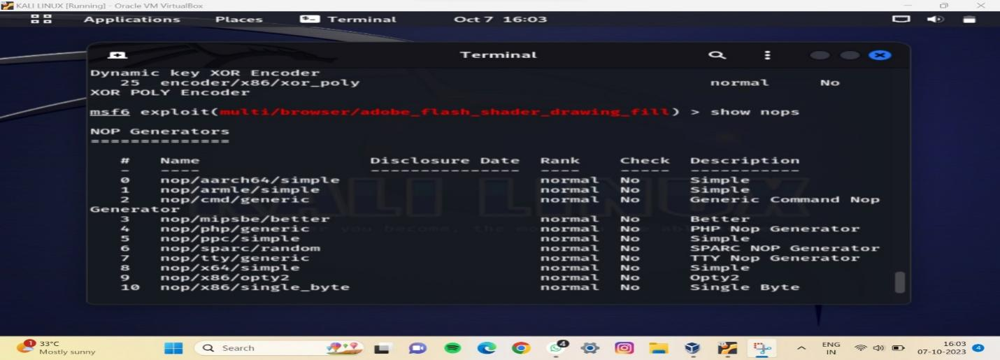 KALI LINUX [Running] - Oracle VM VirtualBox
Applications Places Terminal Oct 7 16:03
Terminal
Dynamic key XOR Encoder
25 encoder/x86/xor_poly normal No
XOR POLY Encoder
msf6 exploit(multi/browser/adobe_flash_shader_drawing_fill) > show nops
NOP Generators
==============
# Name Disclosure Date Rank Check Description
- ---- --------------- ---- ----- -----------
0 nop/aarch64/simple normal No Simple
1 nop/armle/simple normal No Simple
2 nop/cmd/generic normal No Generic Command Nop
Generator
3 nop/mipsbe/better normal No Better
4 nop/php/generic normal No PHP Nop Generator
5 nop/ppc/simple normal No Simple
6 nop/sparc/random normal No SPARC NOP Generator
7 nop/tty/generic normal No TTY Nop Generator
8 nop/x64/simple normal No Simple
9 nop/x86/opty2 normal No Opty2
10 nop/x86/single_byte normal No Single Byte
KALI LINUX
you become, the
1
33°C
Mostly sunny
Search
4
ENG
IN
16:03
07-10-2023
4